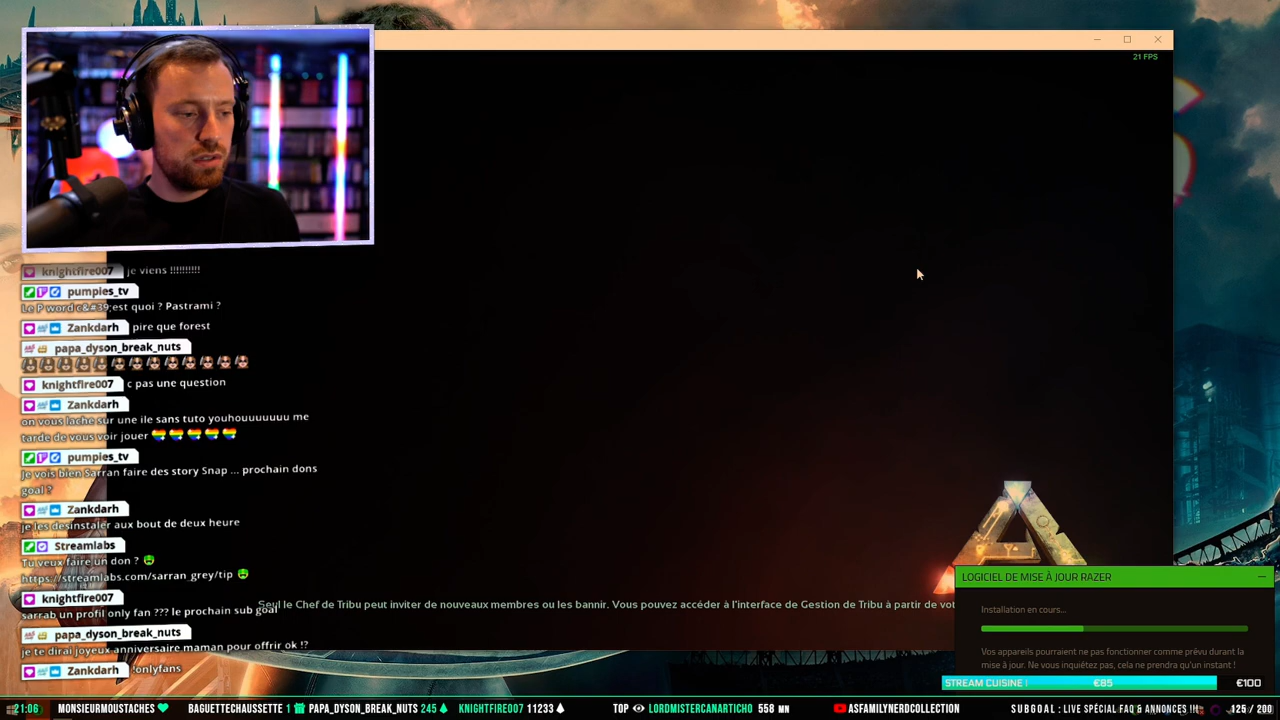 21 FPS
knightfire007 je viens !!!!!!!!!!
pumpies_tv
Le P word c&#39;est quoi ? Pastrami ?
Zankdarh pire que forest
papa_dyson_break_nuts
knightfire007 c pas une question
Zankdarh
on vous lache sur une ile sans tuto youhouuuuuuu me
tarde de vous voir jouer
pumpies_tv
Je vois bien Sarran faire des story Snap ... prochain dons
goal ?
Zankdarh
je les desinstaler aux bout de deux heure
Streamlabs
Tu veux faire un don ?
https://streamlabs.com/sarran_grey/tip
knightfire007
sarrab un profil only fan ??? le prochain sub goal
papa_dyson_break_nuts
je te dirai joyeux anniversaire maman pour offrir ok !?
Zankdarh !onlyfans
Seul le Chef de Tribu peut inviter de nouveaux membres ou les bannir. Vous pouvez accéder à l'interface de Gestion de Tribu à partir de vot
LOGICIEL DE MISE À JOUR RAZER
Installation en cours...
Vos appareils pourraient ne pas fonctionner comme prévu durant la
mise à jour. Ne vous inquiétez pas, cela ne prendra qu'un instant !
STREAM CUISINE ! €85 €100
21:06 MONSIEURMOUSTACHES BAGUETTECHAUSSETTE 1 PAPA_DYSON_BREAK_NUTS 245 KNIGHTFIRE007 11233 TOP LORDMISTERCANARTICHO 558 MN ASFAMILYNERDCOLLECTION SUBGOAL : LIVE SPÉCIAL FAQ & ANNONCES !!! 125 / 200